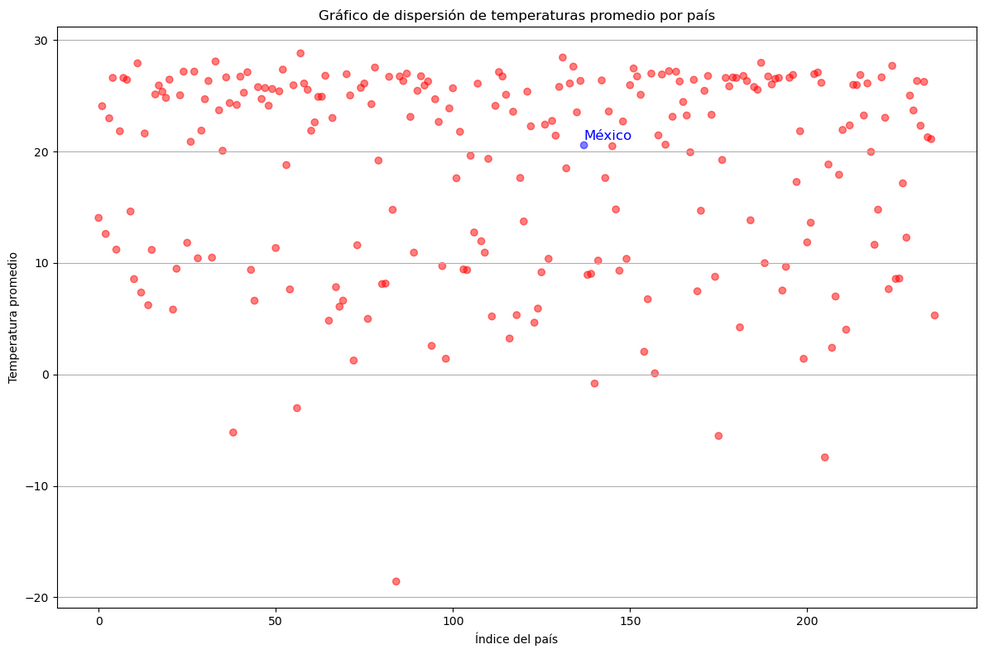 Gráfico de dispersión de temperaturas promedio por país
30
20
10
0
−10
−20
Temperatura promedio
México
0
50
100
150
200
Índice del país